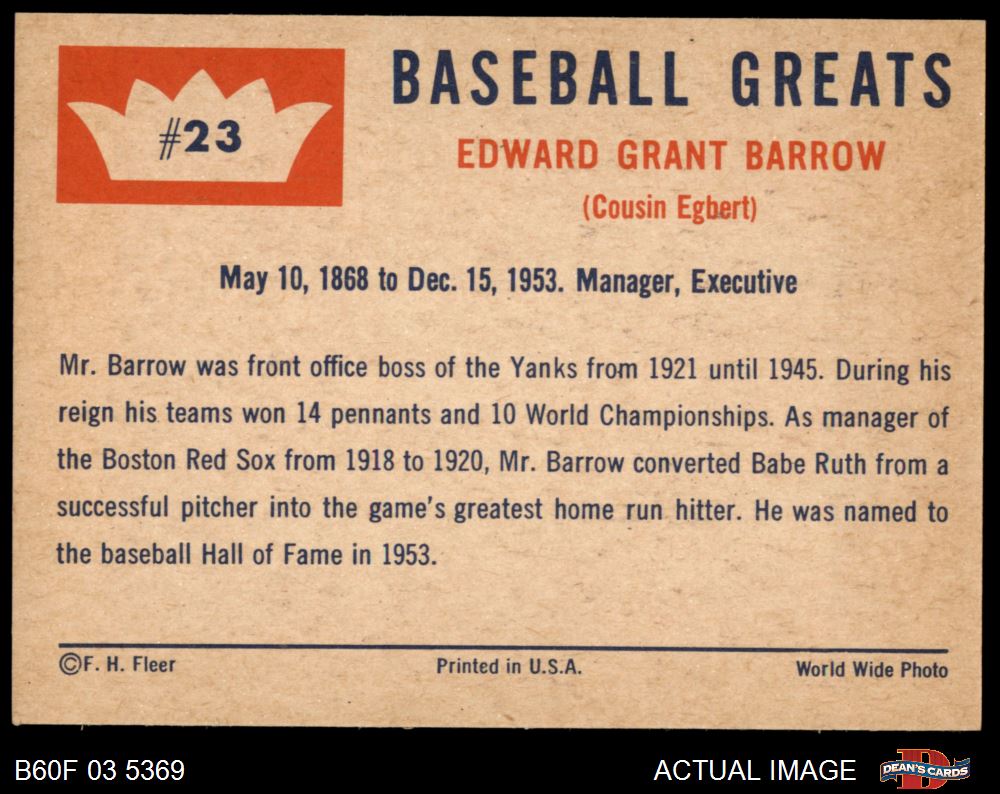 #23
BASEBALL GREATS
EDWARD GRANT BARROW
(Cousin Egbert)
May 10, 1868 to Dec. 15, 1953. Manager, Executive
Mr. Barrow was front office boss of the Yanks from 1921 until 1945. During his
reign his teams won 14 pennants and 10 World Championships. As manager of
the Boston Red Sox from 1918 to 1920, Mr. Barrow converted Babe Ruth from a
successful pitcher into the game's greatest home run hitter. He was named to
the baseball Hall of Fame in 1953.
©F. H. Fleer
Printed in U.S.A.
World Wide Photo
B60F 03 5369
ACTUAL IMAGE
D
DEAN'S CARDS